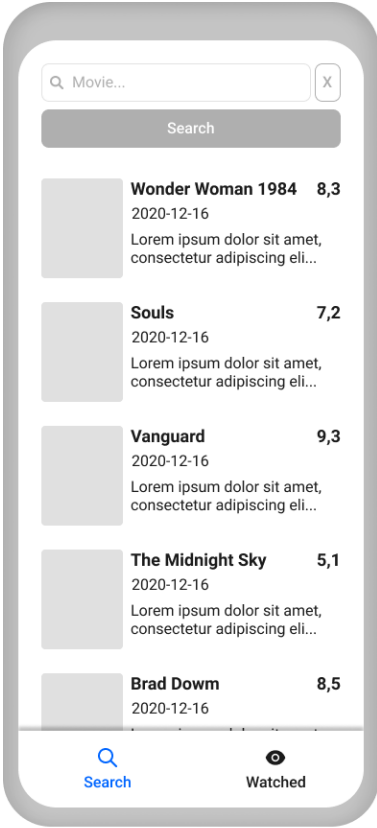 Movie...
X
Search
Wonder Woman 1984 8,3
2020-12-16
Lorem ipsum dolor sit amet,
consectetur adipiscing eli...
Souls 7,2
2020-12-16
Lorem ipsum dolor sit amet,
consectetur adipiscing eli...
Vanguard 9,3
2020-12-16
Lorem ipsum dolor sit amet,
consectetur adipiscing eli...
The Midnight Sky 5,1
2020-12-16
Lorem ipsum dolor sit amet,
consectetur adipiscing eli...
Brad Dowm 8,5
2020-12-16
Search Watched